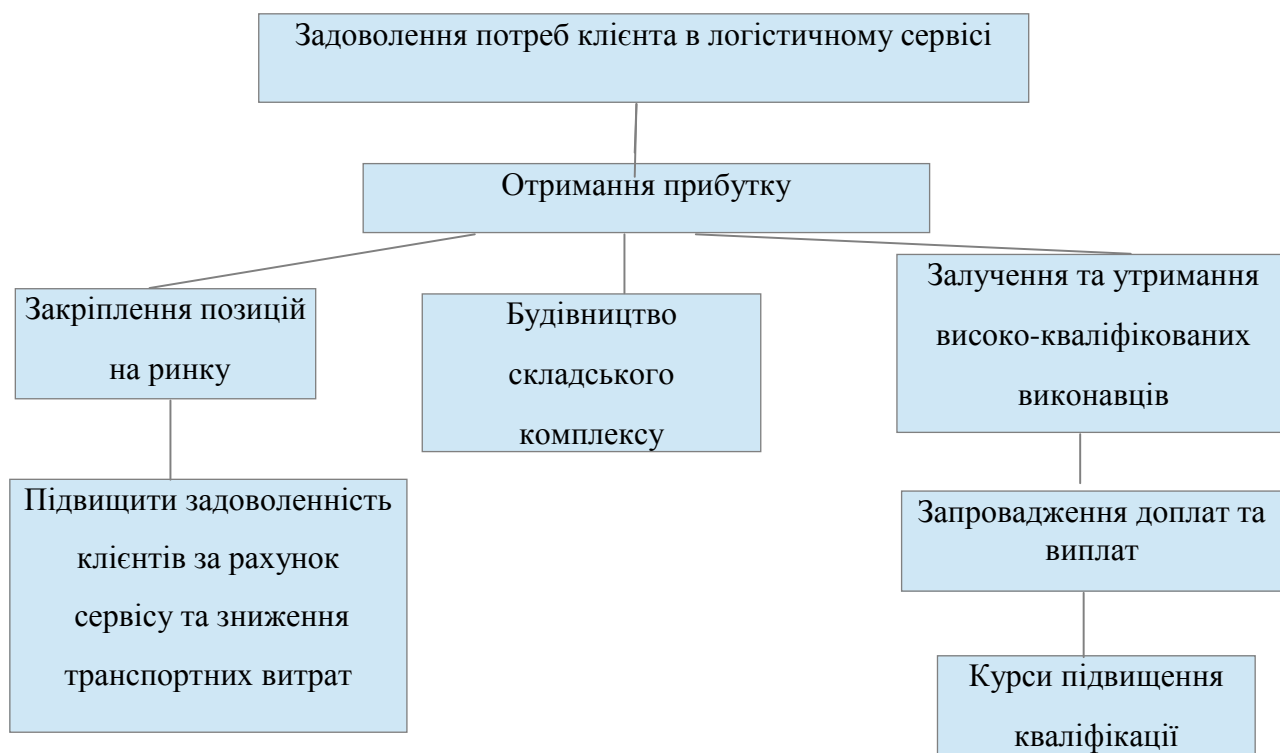 Задоволення потреб клієнта в логістичному сервісі
Отримання прибутку
Закріплення позицій
на ринку
Будівництво
складського
комплексу
Залучення та утримання
високо-кваліфікованих
виконавців
Підвищити задоволенність
клієнтів за рахунок
сервісу та зниження
транспортних витрат
Запровадження доплат та
виплат
Курси підвищення
кваліфікації